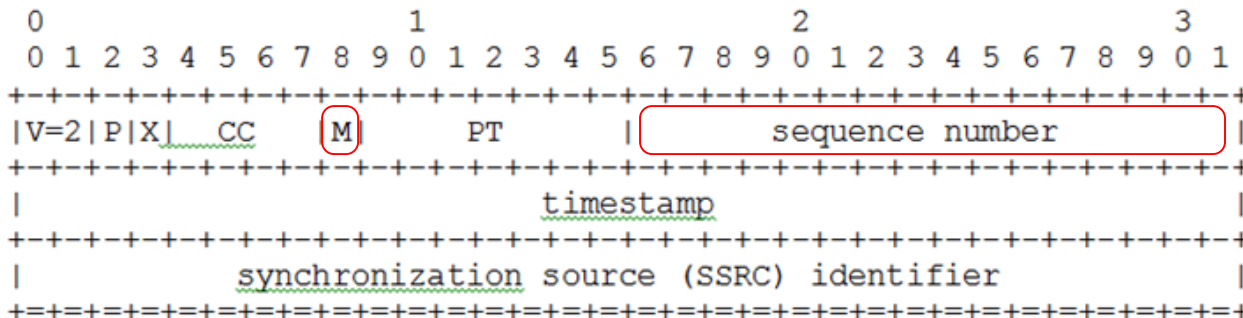 0 1 2 3
0 1 2 3 4 5 6 7 8 9 0 1 2 3 4 5 6 7 8 9 0 1 2 3 4 5 6 7 8 9 0 1
+-+-+-+-+-+-+-+-+-+-+-+-+-+-+-+-+-+-+-+-+-+-+-+-+-+-+-+-+-+-+-+-+
|V=2|P|X| CC |M| PT | sequence number |
+-+-+-+-+-+-+-+-+-+-+-+-+-+-+-+-+-+-+-+-+-+-+-+-+-+-+-+-+-+-+-+-+
| timestamp |
+-+-+-+-+-+-+-+-+-+-+-+-+-+-+-+-+-+-+-+-+-+-+-+-+-+-+-+-+-+-+-+-+
| synchronization source (SSRC) identifier |
+=+=+=+=+=+=+=+=+=+=+=+=+=+=+=+=+=+=+=+=+=+=+=+=+=+=+=+=+=+=+=+=+